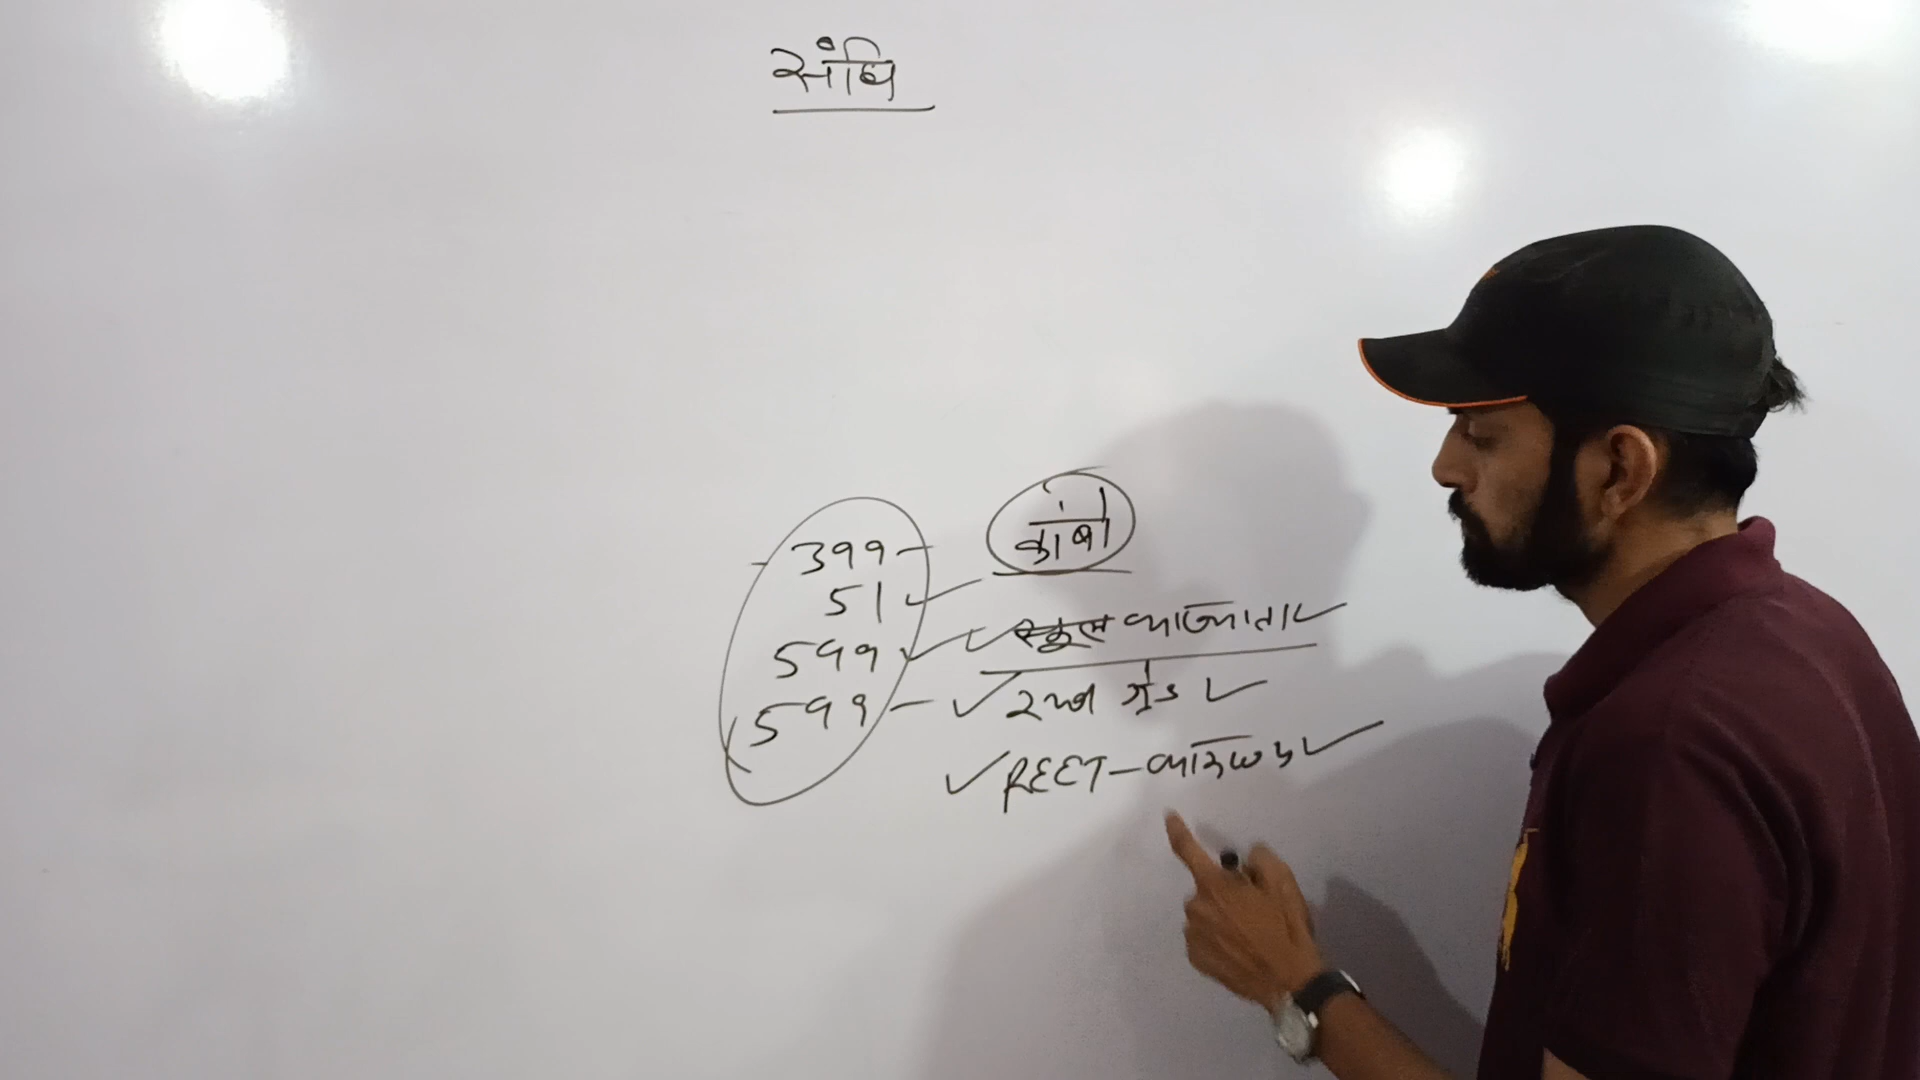 संधि
399 -
51 ✓ कॉंबो
599 ✓ ✓ स्कूल व्याख्याता ✓
599 - ✓ 2nd ग्रेड ✓
✓ REET -